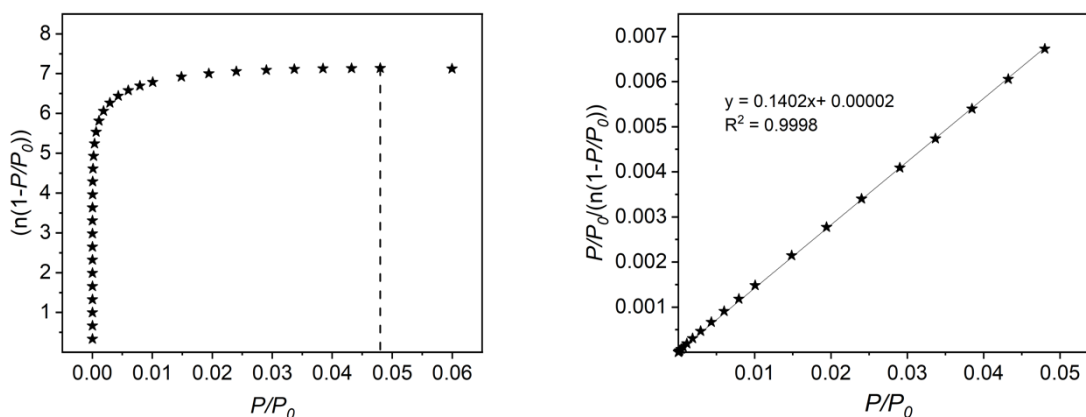 (n(1-P/P₀))
8
7
6
5
4
3
2
1
0.00 0.01 0.02 0.03 0.04 0.05 0.06
P/P₀
P/P₀/(n(1-P/P₀))
0.007
0.006
0.005
0.004
0.003
0.002
0.001
y = 0.1402x+ 0.00002
R² = 0.9998
0.01 0.02 0.03 0.04 0.05
P/P₀